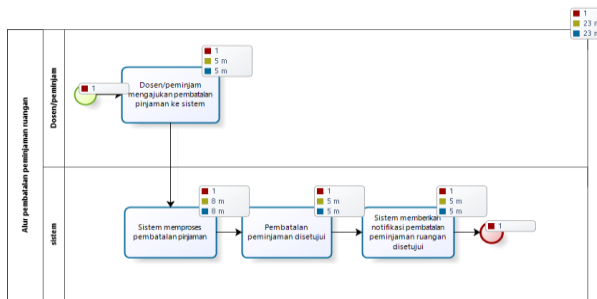 1
23 m
23 m
Alur pembatalan peminjaman ruangan
Dosen/peminjam
1
5 m
5 m
1
Dosen/peminjam
mengajukan pembatalan
pinjaman ke sistem
sistem
1
8 m
8 m
Sistem memproses
pembatalan pinjaman
1
5 m
5 m
Pembatalan
peminjaman disetujui
1
5 m
5 m
Sistem memberikan
notifikasi pembatalan
peminjaman ruangan
disetujui
1